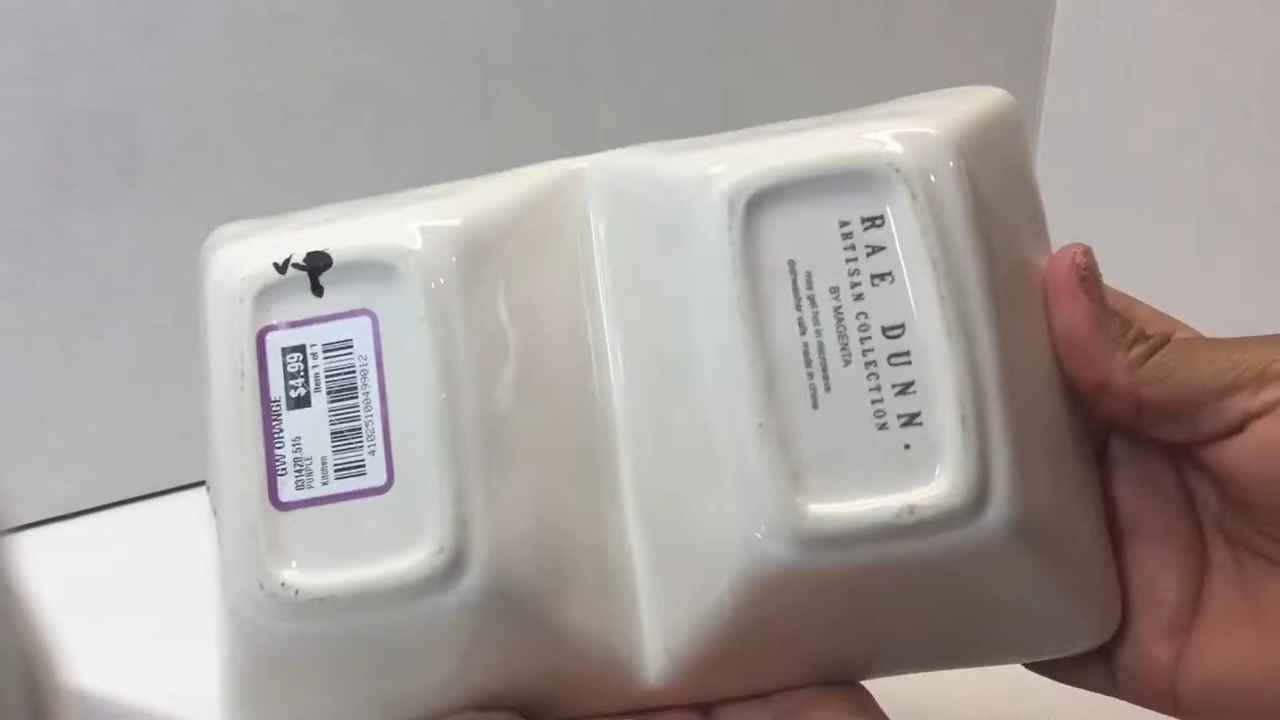 GW ORANGE
$4.99
031420.515
PURPLE
Item 1 of 1
Kitchen
RAE DUNN.
ARTISAN COLLECTION
BY MAGENTA
may get hot in microwave.
dishwasher safe. made in china